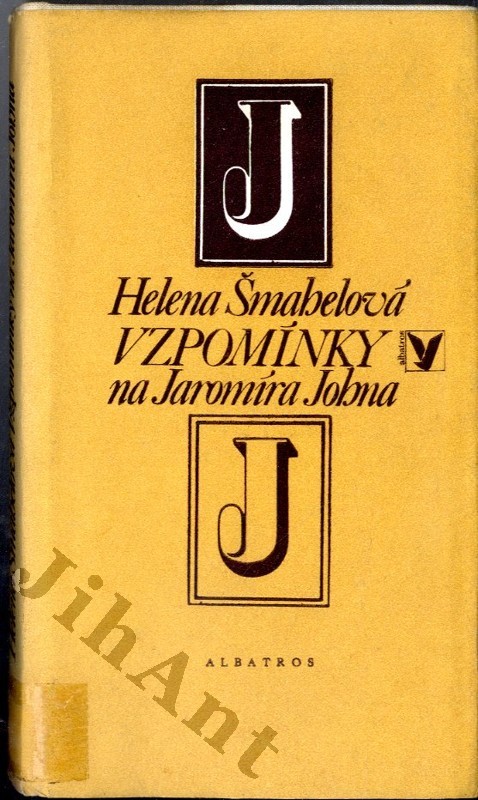 J
Helena Šmahelová
VZPOMÍNKY
albatros
na Jaromíra Johna
J
ALBATROS
JihAnt